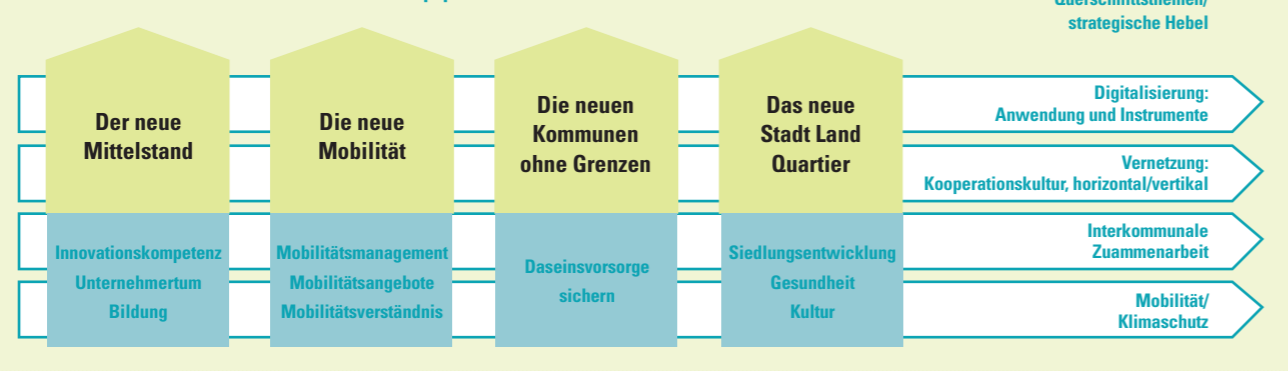 Querschnittsthemen/
strategische Hebel
Der neue
Mittelstand
Die neue
Mobilität
Die neuen
Kommunen
ohne Grenzen
Das neue
Stadt Land
Quartier
Digitalisierung:
Anwendung und Instrumente
Vernetzung:
Kooperationskultur, horizontal/vertikal
Interkommunale
Zusammenarbeit
Mobilität/
Klimaschutz
Innovationskompetenz
Unternehmertum
Bildung
Mobilitätsmanagement
Mobilitätsangebote
Mobilitätsverständnis
Daseinsvorsorge
sichern
Siedlungsentwicklung
Gesundheit
Kultur